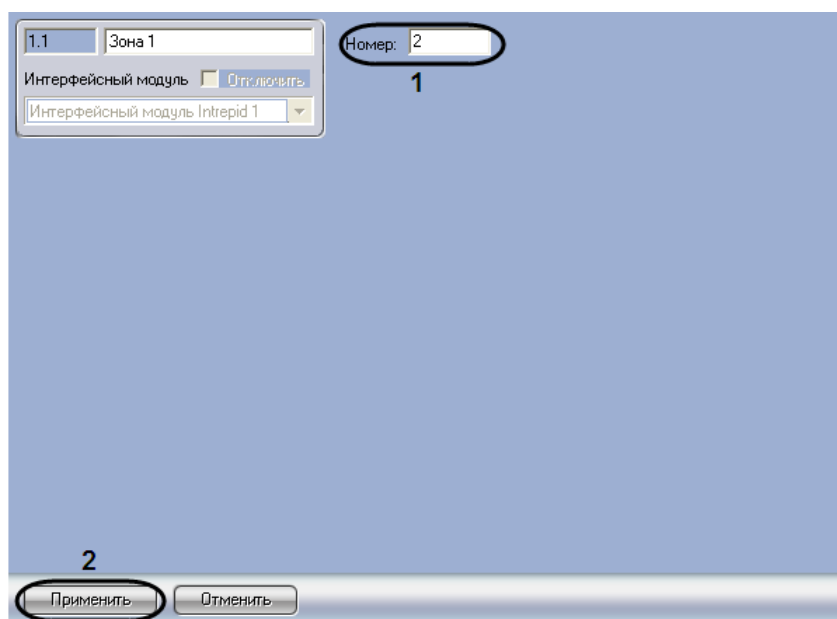 1.1 Зона 1 Номер: 2
1
Интерфейсный модуль Отключить
Интерфейсный модуль Intrepid 1
2
Применить Отменить